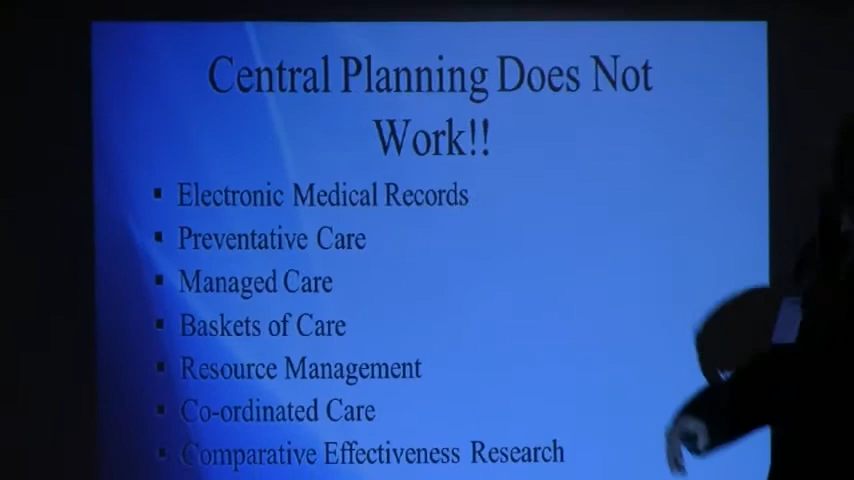 Central Planning Does Not
Work!!
▪ Electronic Medical Records
▪ Preventative Care
▪ Managed Care
▪ Baskets of Care
▪ Resource Management
▪ Co-ordinated Care
▪ Comparative Effectiveness Research